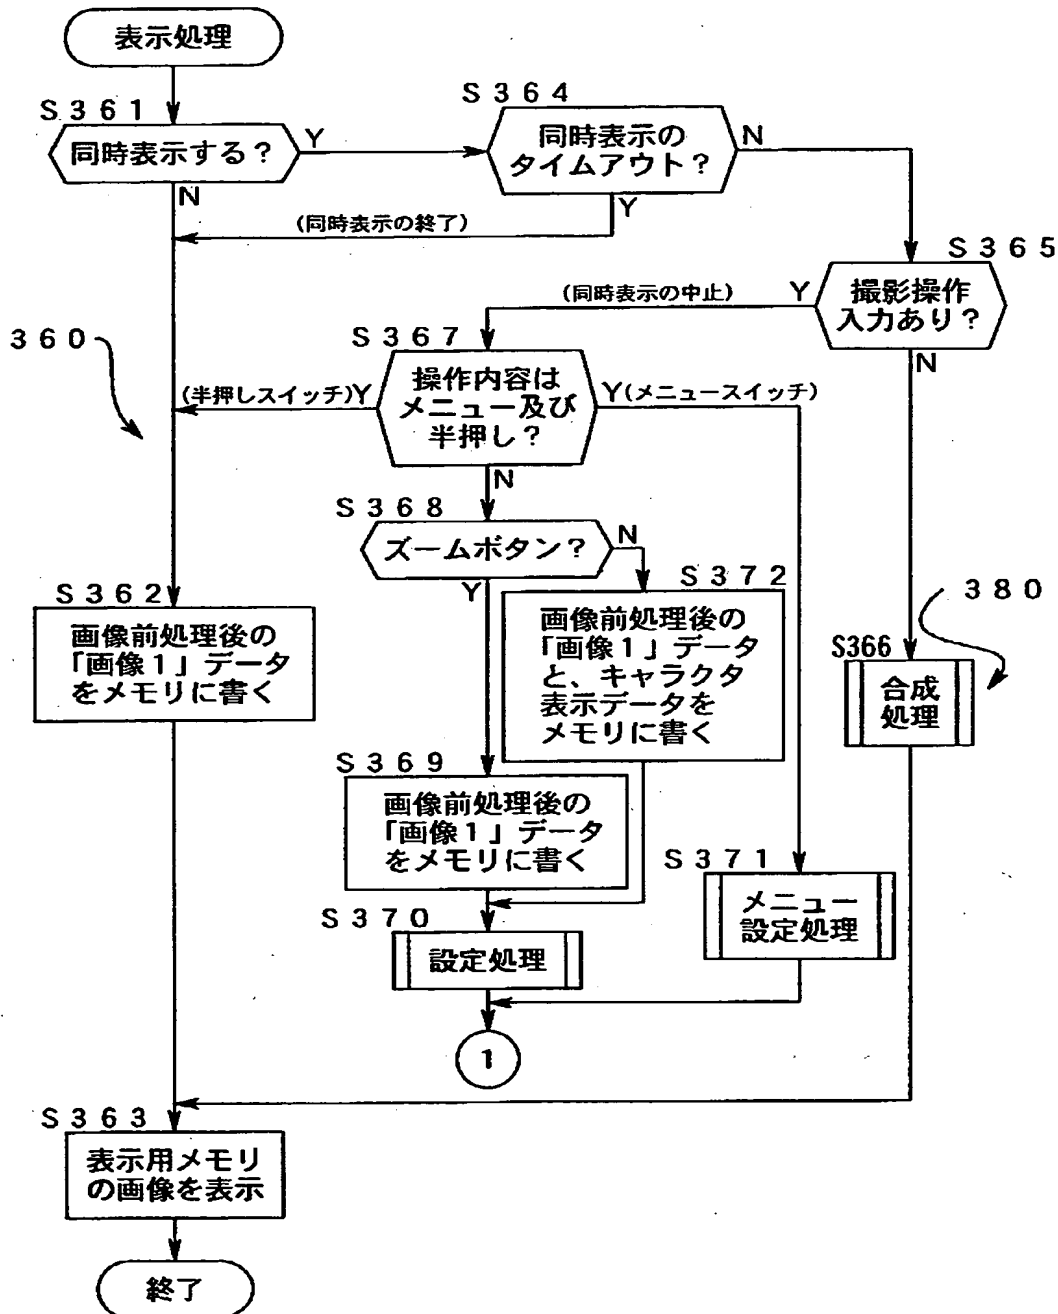 表示処理
S361
同時表示する?
Y
N
S364
同時表示の
タイムアウト?
N
Y
(同時表示の終了)
S365
撮影操作
入力あり?
Y
(同時表示の中止)
N
360
S367
操作内容は
メニュー及び
半押し?
(半押しスイッチ)Y
Y(メニュースイッチ)
N
S368
ズームボタン?
N
Y
S372
画像前処理後の
「画像1」データ
と、キャラクタ
表示データを
メモリに書く
380
S362
画像前処理後の
「画像1」データ
をメモリに書く
S366
合成
処理
S369
画像前処理後の
「画像1」データ
をメモリに書く
S371
メニュー
設定処理
S370
設定処理
1
S363
表示用メモリ
の画像を表示
終了